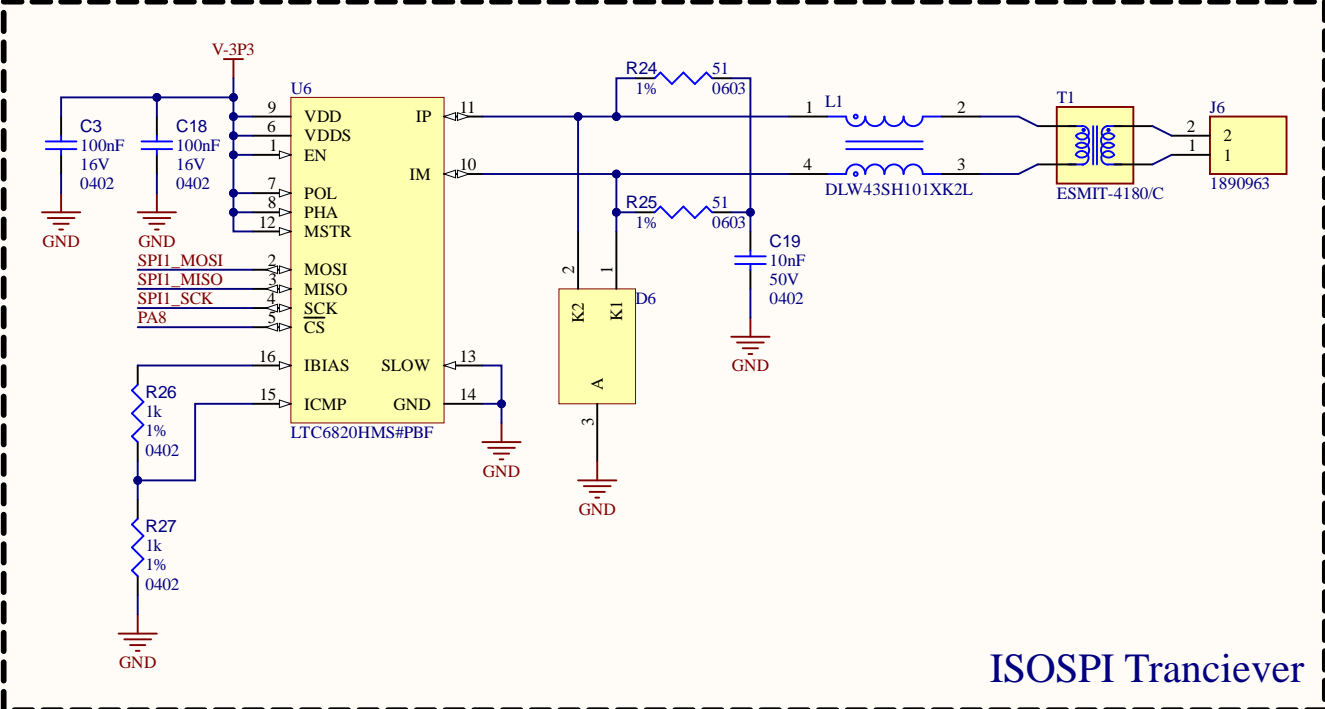 V-3P3
C3
100nF
16V
0402
GND
C18
100nF
16V
0402
GND
U6
9 VDD
6 VDDS
1 EN
7 POL
8 PHA
12 MSTR
SPI1_MOSI 2 MOSI
SPI1_MISO 3 MISO
SPI1_SCK 4 SCK
PA8 5 CS
16 IBIAS
15 ICMP
IP 11
IM 10
SLOW 13
GND 14
LTC6820HMS#PBF
GND
R26
1k
1%
0402
R27
1k
1%
0402
GND
R24 51
1% 0603
R25 51
1% 0603
C19
10nF
50V
0402
GND
2 1
K2 K1
D6
A
3
GND
1 L1 2
4 3
DLW43SH101XK2L
T1
ESMIT-4180/C
J6
2 2
1 1
1890963
ISOSPI Tranciever